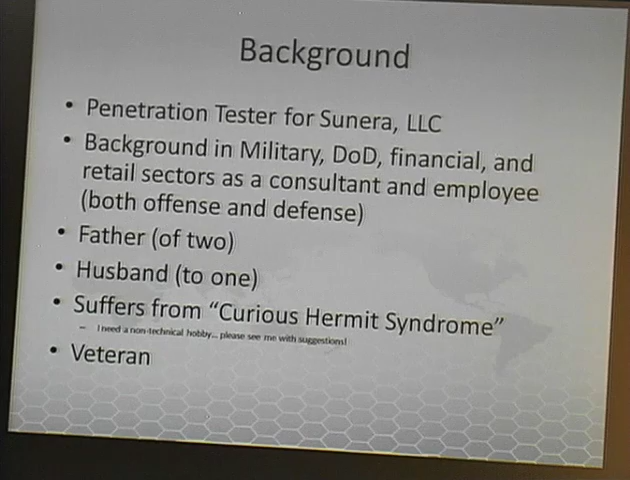 Background
• Penetration Tester for Sunera, LLC
• Background in Military, DoD, financial, and
retail sectors as a consultant and employee
(both offense and defense)
• Father (of two)
• Husband (to one)
• Suffers from “Curious Hermit Syndrome”
– I need a non-technical hobby... please see me with suggestions!
• Veteran